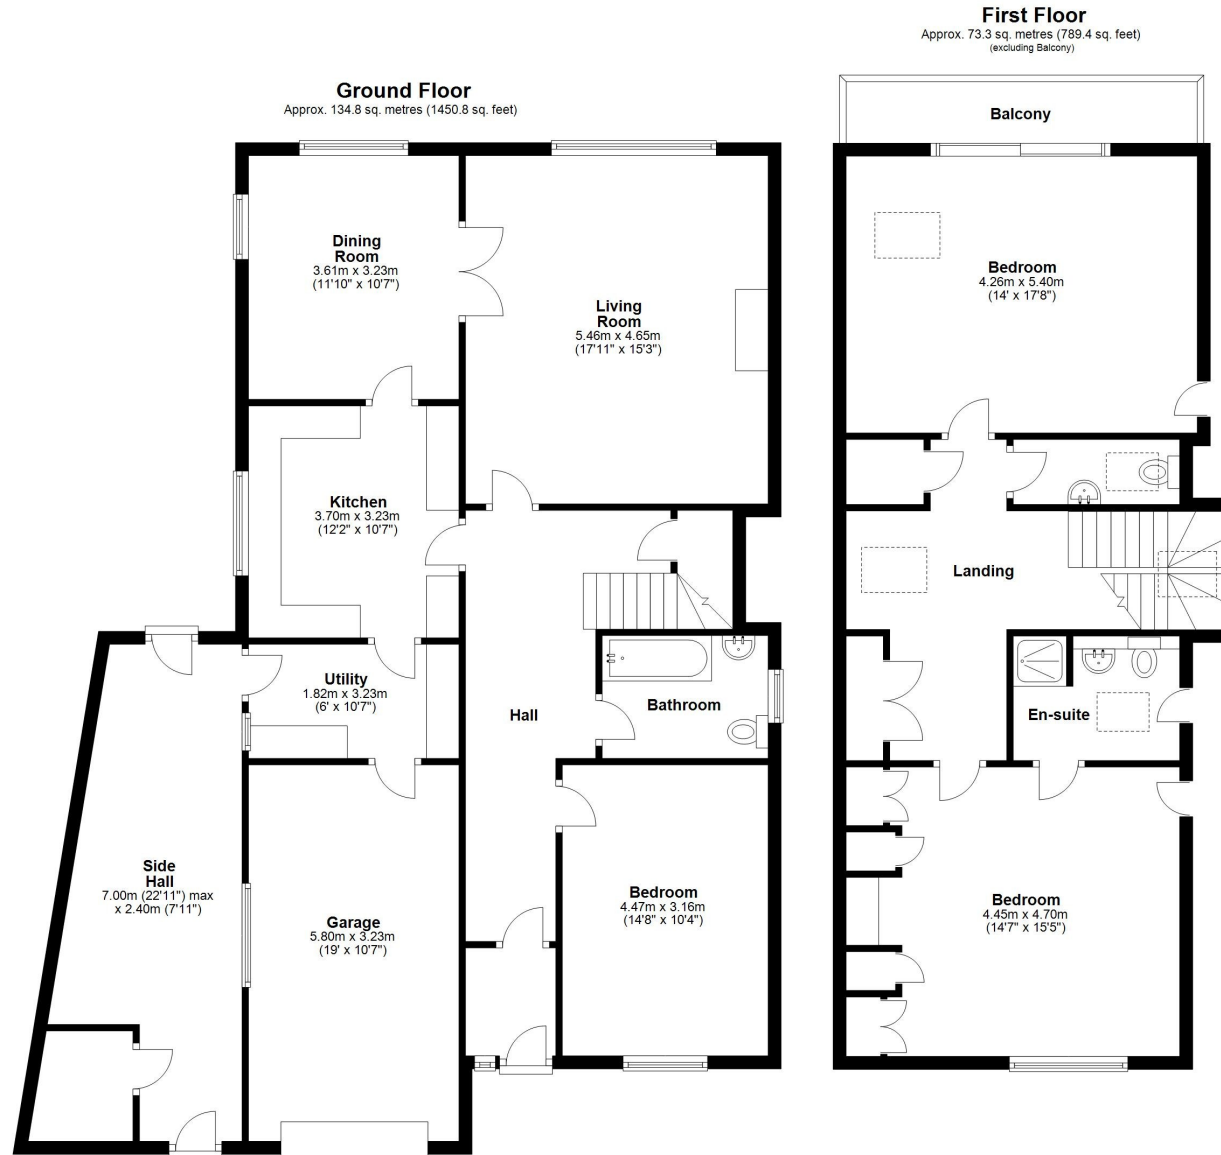 Ground Floor
Approx. 134.8 sq. metres (1450.8 sq. feet)
Dining
Room
3.61m x 3.23m
(11'10" x 10'7")
Living
Room
5.46m x 4.65m
(17'11" x 15'3")
Kitchen
3.70m x 3.23m
(12'2" x 10'7")
Utility
1.82m x 3.23m
(6' x 10'7")
Hall
Bathroom
Side
Hall
7.00m (22'11") max
x 2.40m (7'11")
Garage
5.80m x 3.23m
(19' x 10'7")
Bedroom
4.47m x 3.16m
(14'8" x 10'4")
First Floor
Approx. 73.3 sq. metres (789.4 sq. feet)
(excluding Balcony)
Balcony
Bedroom
4.26m x 5.40m
(14' x 17'8")
Landing
En-suite
Bedroom
4.45m x 4.70m
(14'7" x 15'5")